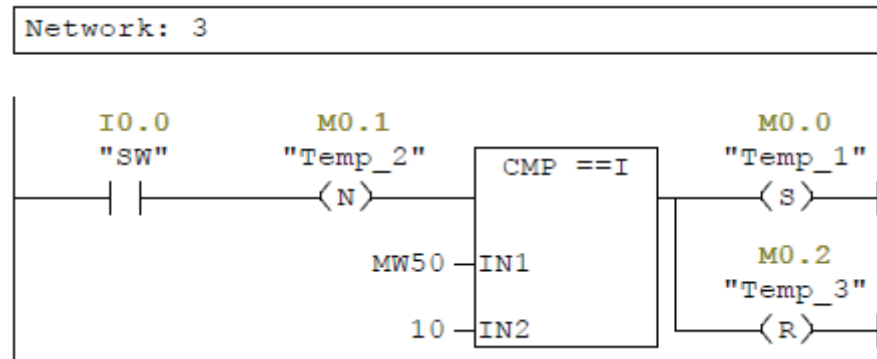 Network: 3
I0.0 M0.1 M0.0
"SW" "Temp_2" CMP ==I "Temp_1"
(N) (S)
MW50 IN1 M0.2
"Temp_3"
10 IN2 (R)